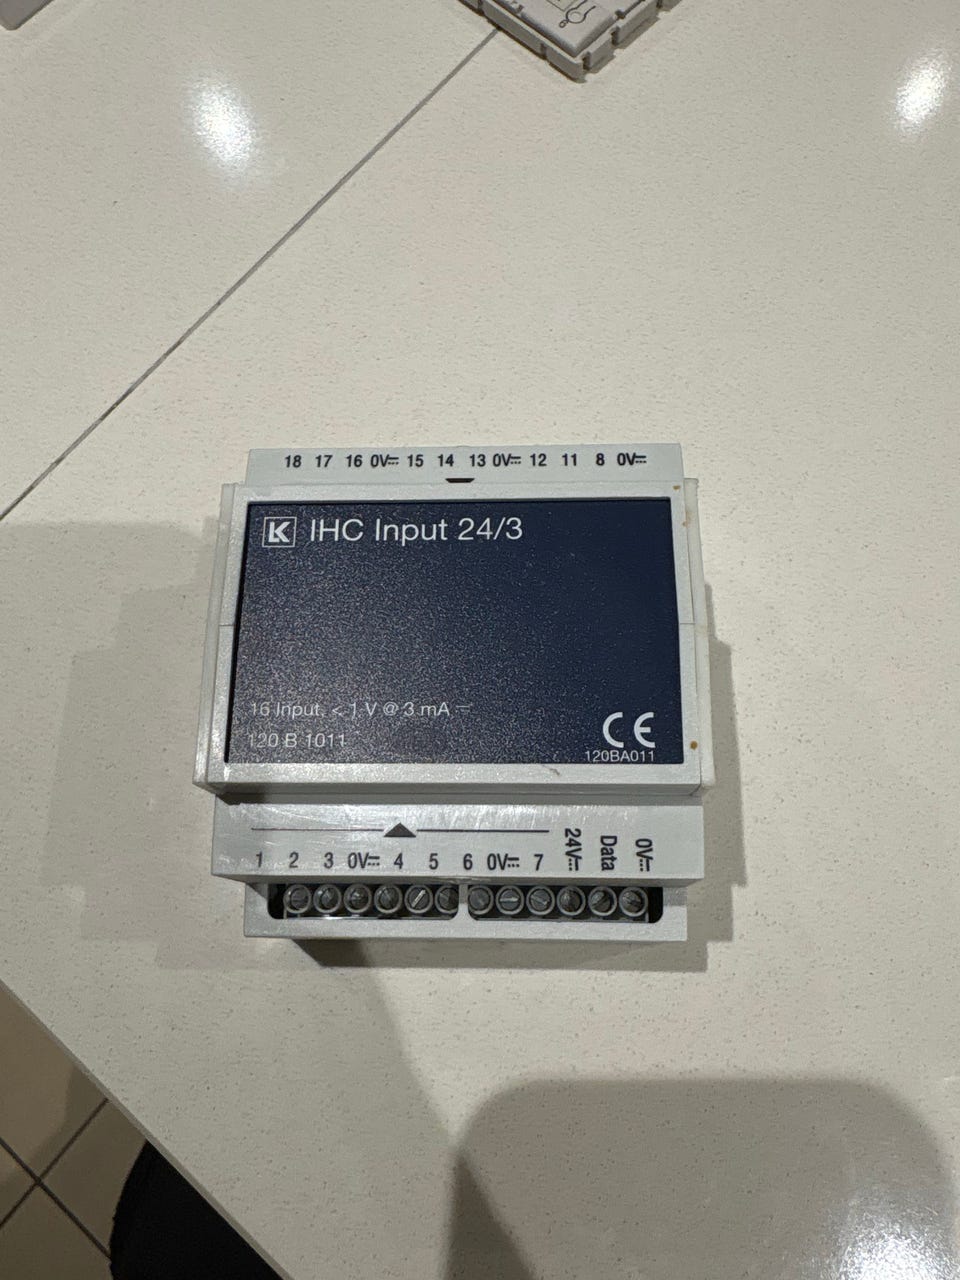 18 17 16 0V⎓ 15 14 13 0V⎓ 12 11 8 0V⎓
LK IHC Input 24/3
16 Input, < 1 V @ 3 mA ⎓
120 B 1011
CE
120BA011
1 2 3 0V⎓ 4 5 6 0V⎓ 7 24V⎓ Data 0V⎓